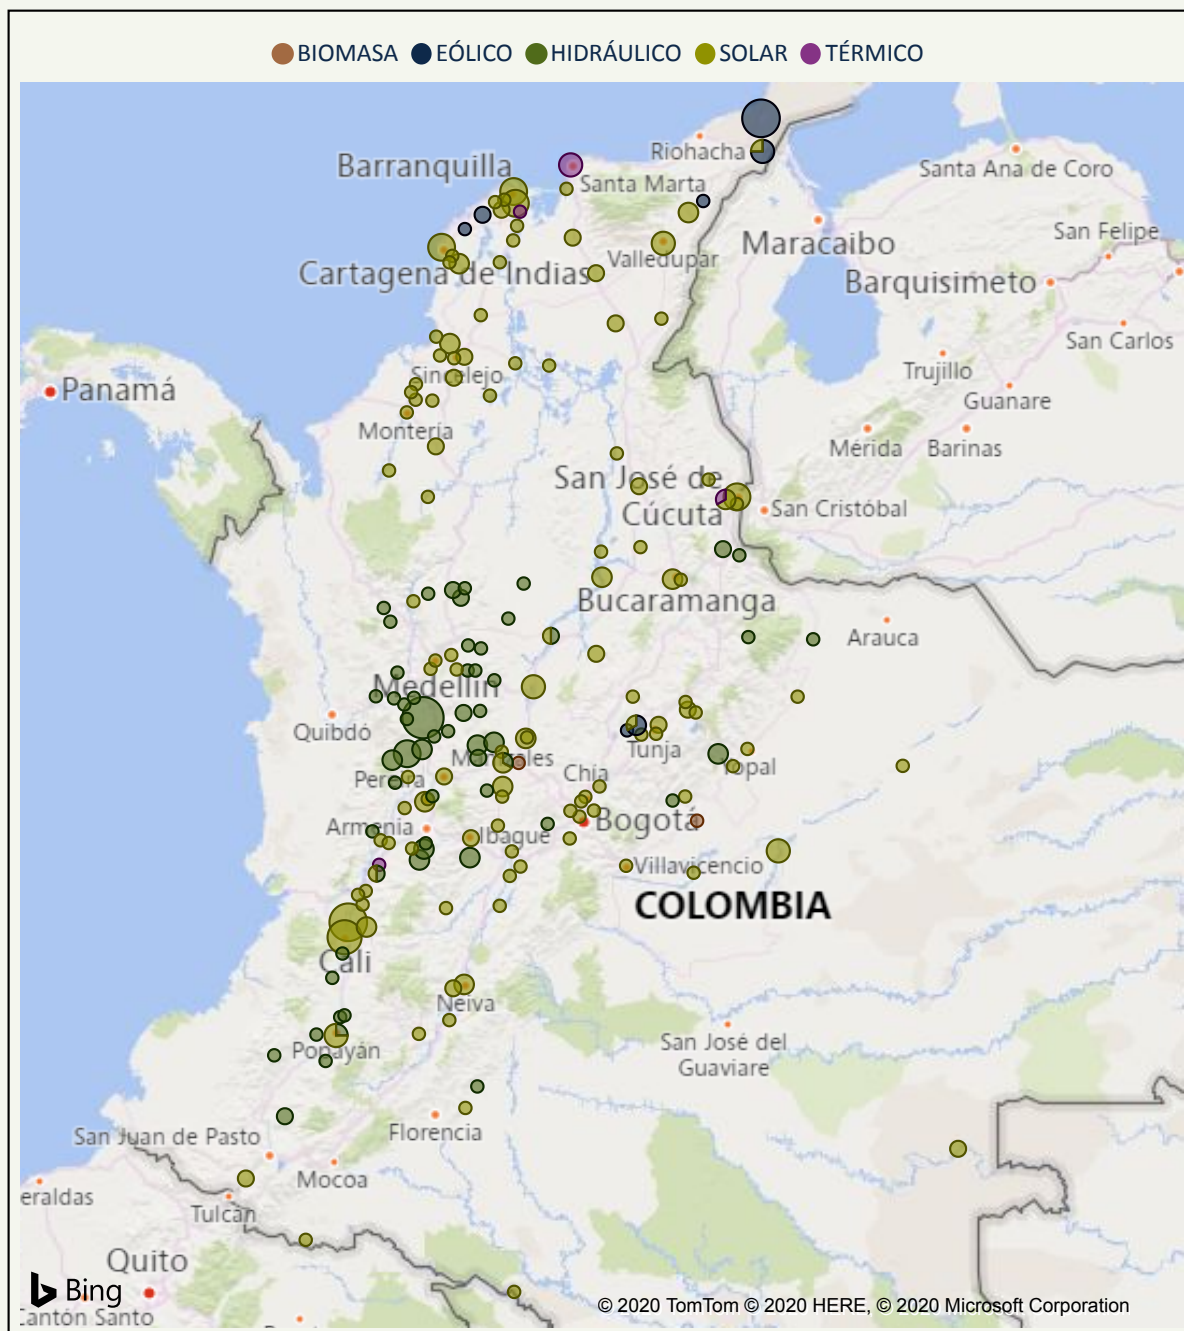 BIOMASA EÓLICO HIDRÁULICO SOLAR TÉRMICO
Barranquilla
Riohacha
Santa Marta
Santa Ana de Coro
Maracaibo
San Felipe
Cartagena de Indias
Valledupar
Barquisimeto
San Carlos
Panamá
Sincelejo
Trujillo
Guanare
Montería
Mérida
Barinas
San José de
Cúcuta
San Cristóbal
Bucaramanga
Arauca
Medellín
Quibdó
Tunja
Yopal
Manizales
Pereira
Chía
Armenia
Ibagué
Bogotá
Villavicencio
COLOMBIA
Cali
Neiva
San José del
Guaviare
Popayán
Florencia
San Juan de Pasto
Mocoa
eraldas
Tulcán
Quito
Bing
Cantón Santo
© 2020 TomTom © 2020 HERE, © 2020 Microsoft Corporation